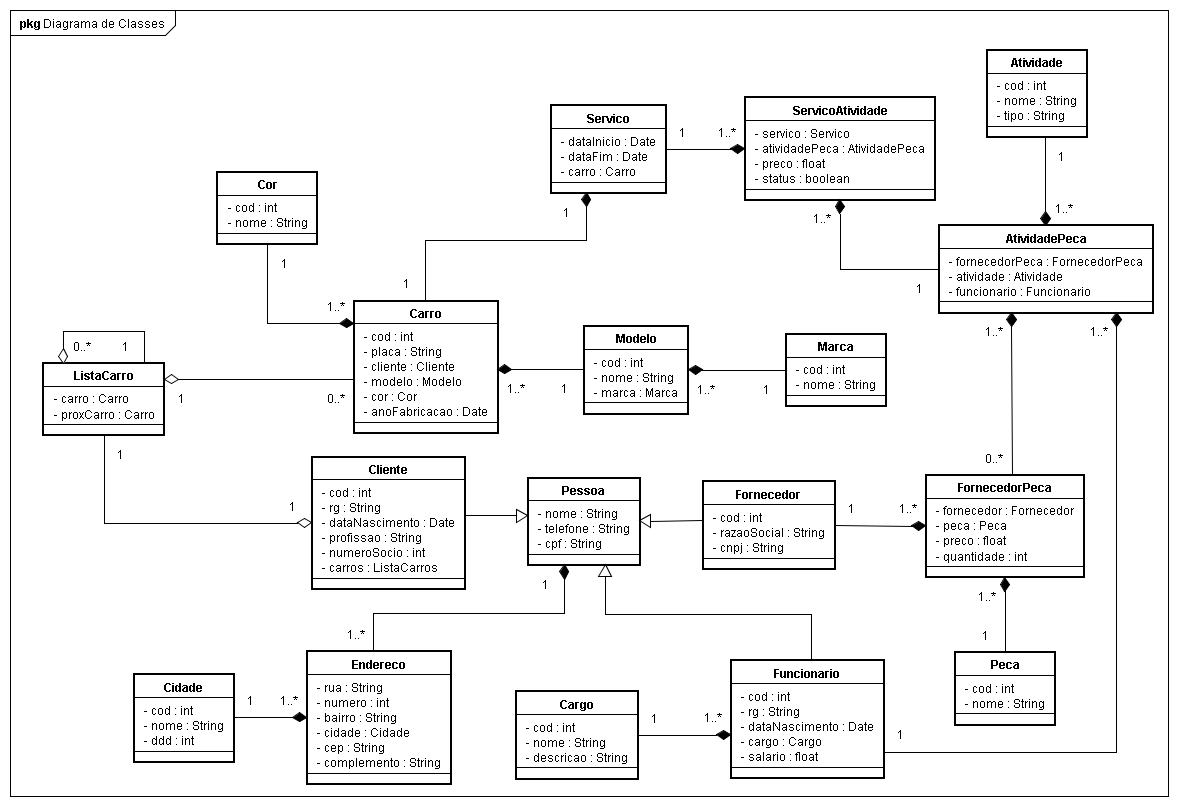 pkg Diagrama de Classes
Atividade
- cod : int
- nome : String
- tipo : String
1
1..*
Servico
- dataInicio : Date
- dataFim : Date
- carro : Carro
1
1..*
ServicoAtividade
- servico : Servico
- atividadePeca : AtividadePeca
- preco : float
- status : boolean
1..*
1
1
1
Cor
- cod : int
- nome : String
1
1..*
AtividadePeca
- fornecedorPeca : FornecedorPeca
- atividade : Atividade
- funcionario : Funcionario
1..*
1..*
0..*
Carro
- cod : int
- placa : String
- cliente : Cliente
- modelo : Modelo
- cor : Cor
- anoFabricacao : Date
1..*
1
Modelo
- cod : int
- nome : String
- marca : Marca
1..*
1
Marca
- cod : int
- nome : String
0..*
1
ListaCarro
- carro : Carro
- proxCarro : Carro
1
0..*
1
1
Cliente
- cod : int
- rg : String
- dataNascimento : Date
- profissao : String
- numeroSocio : int
- carros : ListaCarros
Pessoa
- nome : String
- telefone : String
- cpf : String
1
1..*
Fornecedor
- cod : int
- razaoSocial : String
- cnpj : String
1
1..*
FornecedorPeca
- fornecedor : Fornecedor
- peca : Peca
- preco : float
- quantidade : int
1..*
1
Peca
- cod : int
- nome : String
Cidade
- cod : int
- nome : String
- ddd : int
1
1..*
Endereco
- rua : String
- numero : int
- bairro : String
- cidade : Cidade
- cep : String
- complemento : String
Cargo
- cod : int
- nome : String
- descricao : String
1
1..*
Funcionario
- cod : int
- rg : String
- dataNascimento : Date
- cargo : Cargo
- salario : float
1